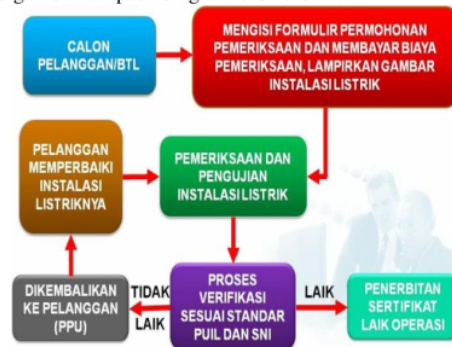 CALON
PELANGGAN/BTL
MENGISI FORMULIR PERMOHONAN
PEMERIKSAAN DAN MEMBAYAR BIAYA
PEMERIKSAAN, LAMPIRKAN GAMBAR
INSTALASI LISTRIK
PELANGGAN
MEMPERBAIKI
INSTALASI
LISTRIKNYA
PEMERIKSAAN DAN
PENGUJIAN
INSTALASI LISTRIK
DIKEMBALIKAN
KE PELANGGAN
(PPU)
TIDAK
LAIK
PROSES
VERIFIKASI
SESUAI STANDAR
PUIL DAN SNI
LAIK
PENERBITAN
SERTIFIKAT
LAIK OPERASI